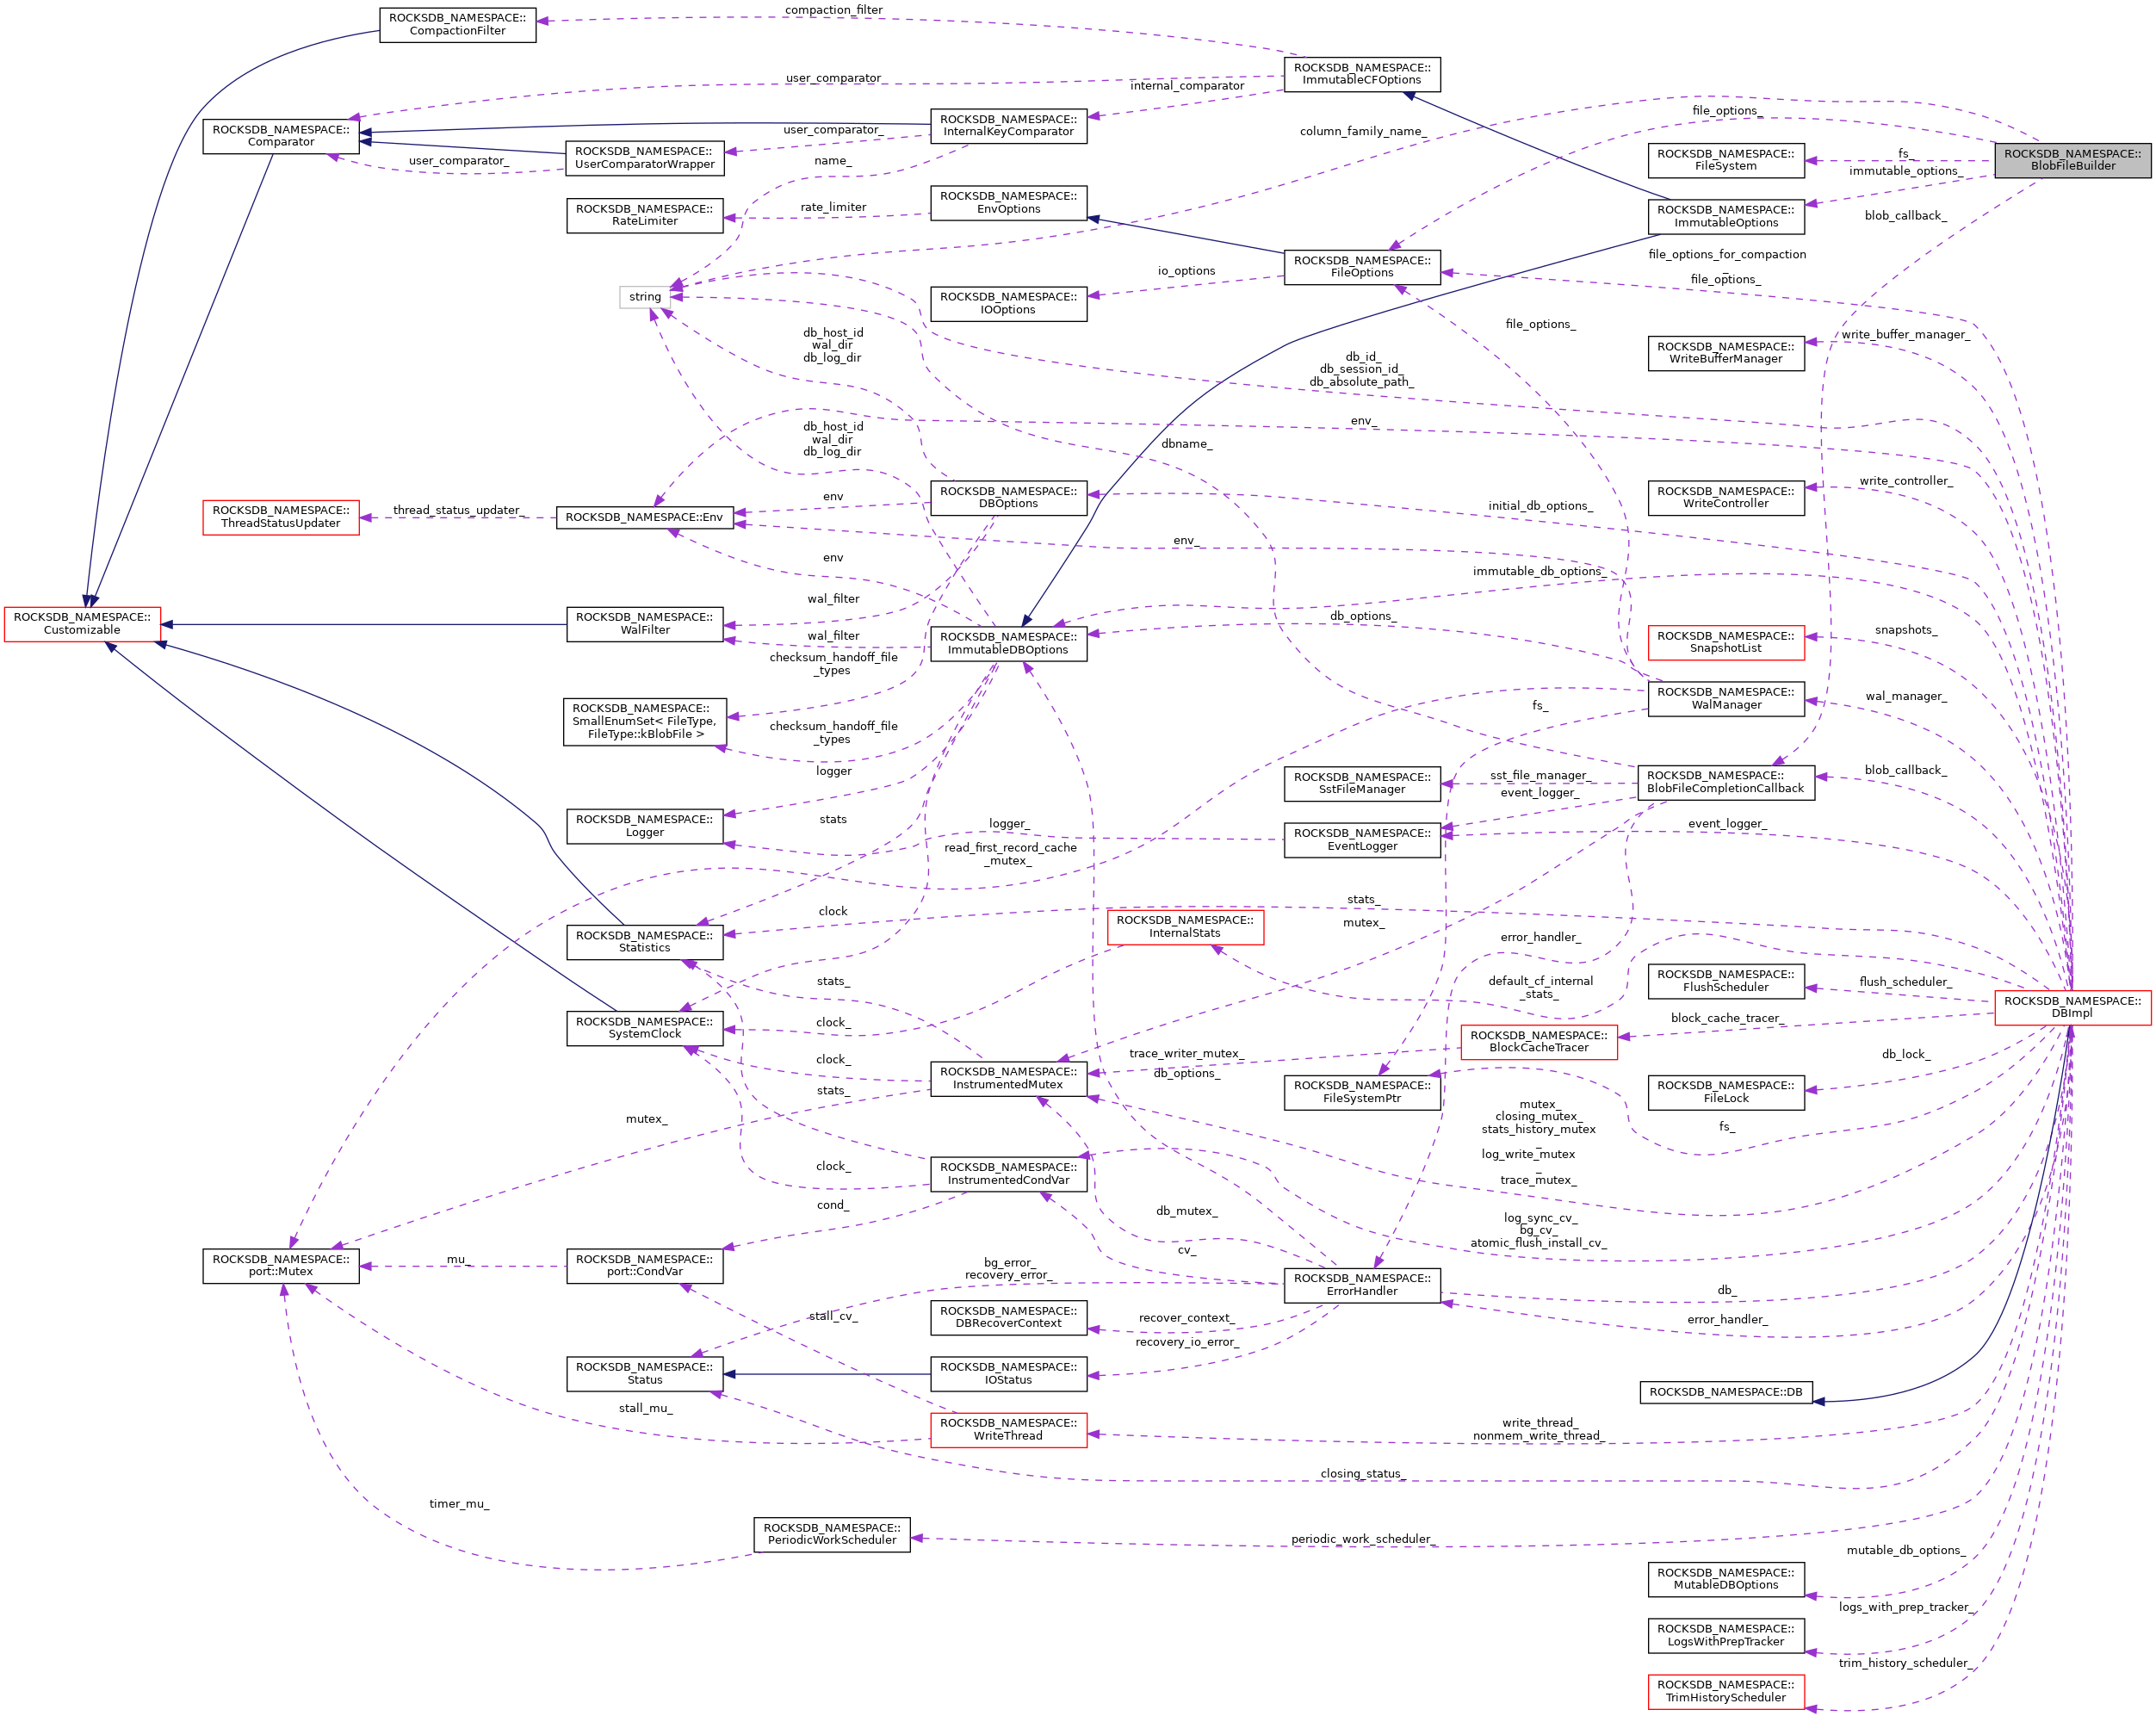 ROCKSDB_NAMESPACE::
CompactionFilter
compaction_filter
ROCKSDB_NAMESPACE::
ImmutableCFOptions
user_comparator
internal_comparator
ROCKSDB_NAMESPACE::
Comparator
ROCKSDB_NAMESPACE::
InternalKeyComparator
user_comparator_
column_family_name_
file_options_
ROCKSDB_NAMESPACE::
UserComparatorWrapper
user_comparator_
name_
ROCKSDB_NAMESPACE::
FileSystem
fs_
immutable_options_
ROCKSDB_NAMESPACE::
BlobFileBuilder
ROCKSDB_NAMESPACE::
RateLimiter
rate_limiter
ROCKSDB_NAMESPACE::
EnvOptions
ROCKSDB_NAMESPACE::
ImmutableOptions
blob_callback_
ROCKSDB_NAMESPACE::
FileOptions
file_options_for_compaction
_
file_options_
io_options
string
ROCKSDB_NAMESPACE::
IOOptions
file_options_
db_host_id
wal_dir
db_log_dir
db_id_
db_session_id_
db_absolute_path_
ROCKSDB_NAMESPACE::
WriteBufferManager
write_buffer_manager_
db_host_id
wal_dir
db_log_dir
dbname_
env_
ROCKSDB_NAMESPACE::
ThreadStatusUpdater
thread_status_updater_
ROCKSDB_NAMESPACE::Env
env
ROCKSDB_NAMESPACE::
DBOptions
initial_db_options_
ROCKSDB_NAMESPACE::
WriteController
write_controller_
env_
env
immutable_db_options_
ROCKSDB_NAMESPACE::
Customizable
ROCKSDB_NAMESPACE::
WalFilter
wal_filter
wal_filter
ROCKSDB_NAMESPACE::
ImmutableDBOptions
db_options_
ROCKSDB_NAMESPACE::
SnapshotList
snapshots_
checksum_handoff_file
_types
ROCKSDB_NAMESPACE::
SmallEnumSet< FileType,
FileType::kBlobFile >
checksum_handoff_file
_types
ROCKSDB_NAMESPACE::
WalManager
wal_manager_
fs_
logger
ROCKSDB_NAMESPACE::
SstFileManager
sst_file_manager_
event_logger_
ROCKSDB_NAMESPACE::
BlobFileCompletionCallback
blob_callback_
ROCKSDB_NAMESPACE::
Logger
stats
logger_
ROCKSDB_NAMESPACE::
EventLogger
event_logger_
read_first_record_cache
_mutex_
ROCKSDB_NAMESPACE::
Statistics
clock
ROCKSDB_NAMESPACE::
InternalStats
stats_
mutex_
error_handler_
stats_
default_cf_internal
_stats_
ROCKSDB_NAMESPACE::
FlushScheduler
flush_scheduler_
ROCKSDB_NAMESPACE::
DBImpl
ROCKSDB_NAMESPACE::
SystemClock
clock_
block_cache_tracer_
ROCKSDB_NAMESPACE::
BlockCacheTracer
clock_
ROCKSDB_NAMESPACE::
InstrumentedMutex
trace_writer_mutex_
db_options_
db_lock_
stats_
ROCKSDB_NAMESPACE::
FileSystemPtr
ROCKSDB_NAMESPACE::
FileLock
mutex_
mutex_
closing_mutex_
stats_history_mutex
_
log_write_mutex
_
trace_mutex_
fs_
clock_
ROCKSDB_NAMESPACE::
InstrumentedCondVar
cond_
db_mutex_
log_sync_cv_
bg_cv_
atomic_flush_install_cv_
cv_
ROCKSDB_NAMESPACE::
port::Mutex
mu_
ROCKSDB_NAMESPACE::
port::CondVar
bg_error_
recovery_error_
ROCKSDB_NAMESPACE::
ErrorHandler
db_
error_handler_
stall_cv_
ROCKSDB_NAMESPACE::
DBRecoverContext
recover_context_
recovery_io_error_
ROCKSDB_NAMESPACE::
Status
ROCKSDB_NAMESPACE::
IOStatus
ROCKSDB_NAMESPACE::DB
stall_mu_
ROCKSDB_NAMESPACE::
WriteThread
write_thread_
nonmem_write_thread_
closing_status_
timer_mu_
ROCKSDB_NAMESPACE::
PeriodicWorkScheduler
periodic_work_scheduler_
mutable_db_options_
ROCKSDB_NAMESPACE::
MutableDBOptions
logs_with_prep_tracker_
ROCKSDB_NAMESPACE::
LogsWithPrepTracker
trim_history_scheduler_
ROCKSDB_NAMESPACE::
TrimHistoryScheduler